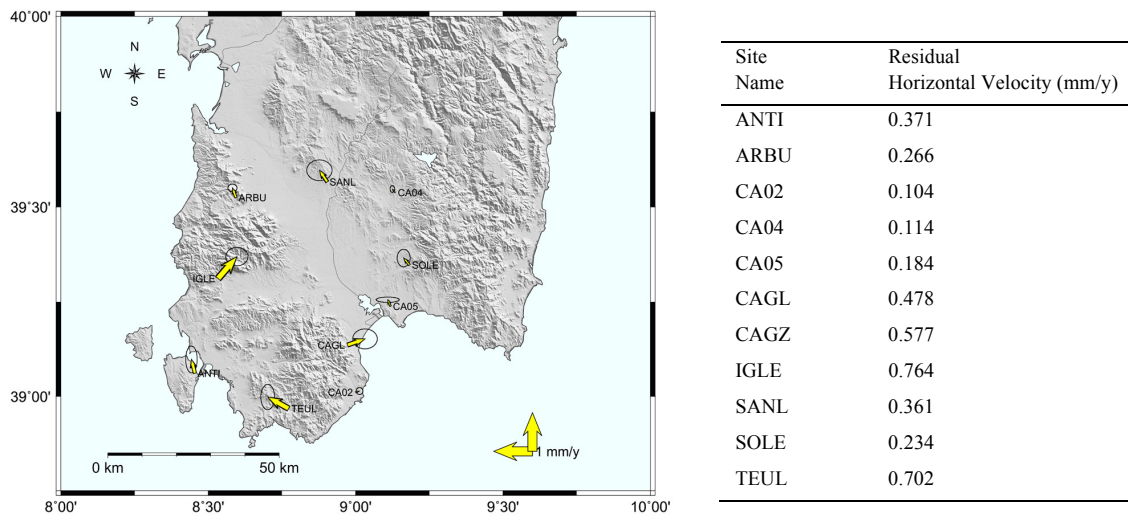 40˚00'
N
W E
S
SANL
CA04
ARBU
39˚30'
SOLE
IGLE
CA05
CAGL
ANTI
CA02
39˚00'
TEUL
1 mm/y
0 km 50 km
8˚00' 8˚30' 9˚00' 9˚30' 10˚00'
Site Residual
Name Horizontal Velocity (mm/y)
ANTI 0.371
ARBU 0.266
CA02 0.104
CA04 0.114
CA05 0.184
CAGL 0.478
CAGZ 0.577
IGLE 0.764
SANL 0.361
SOLE 0.234
TEUL 0.702